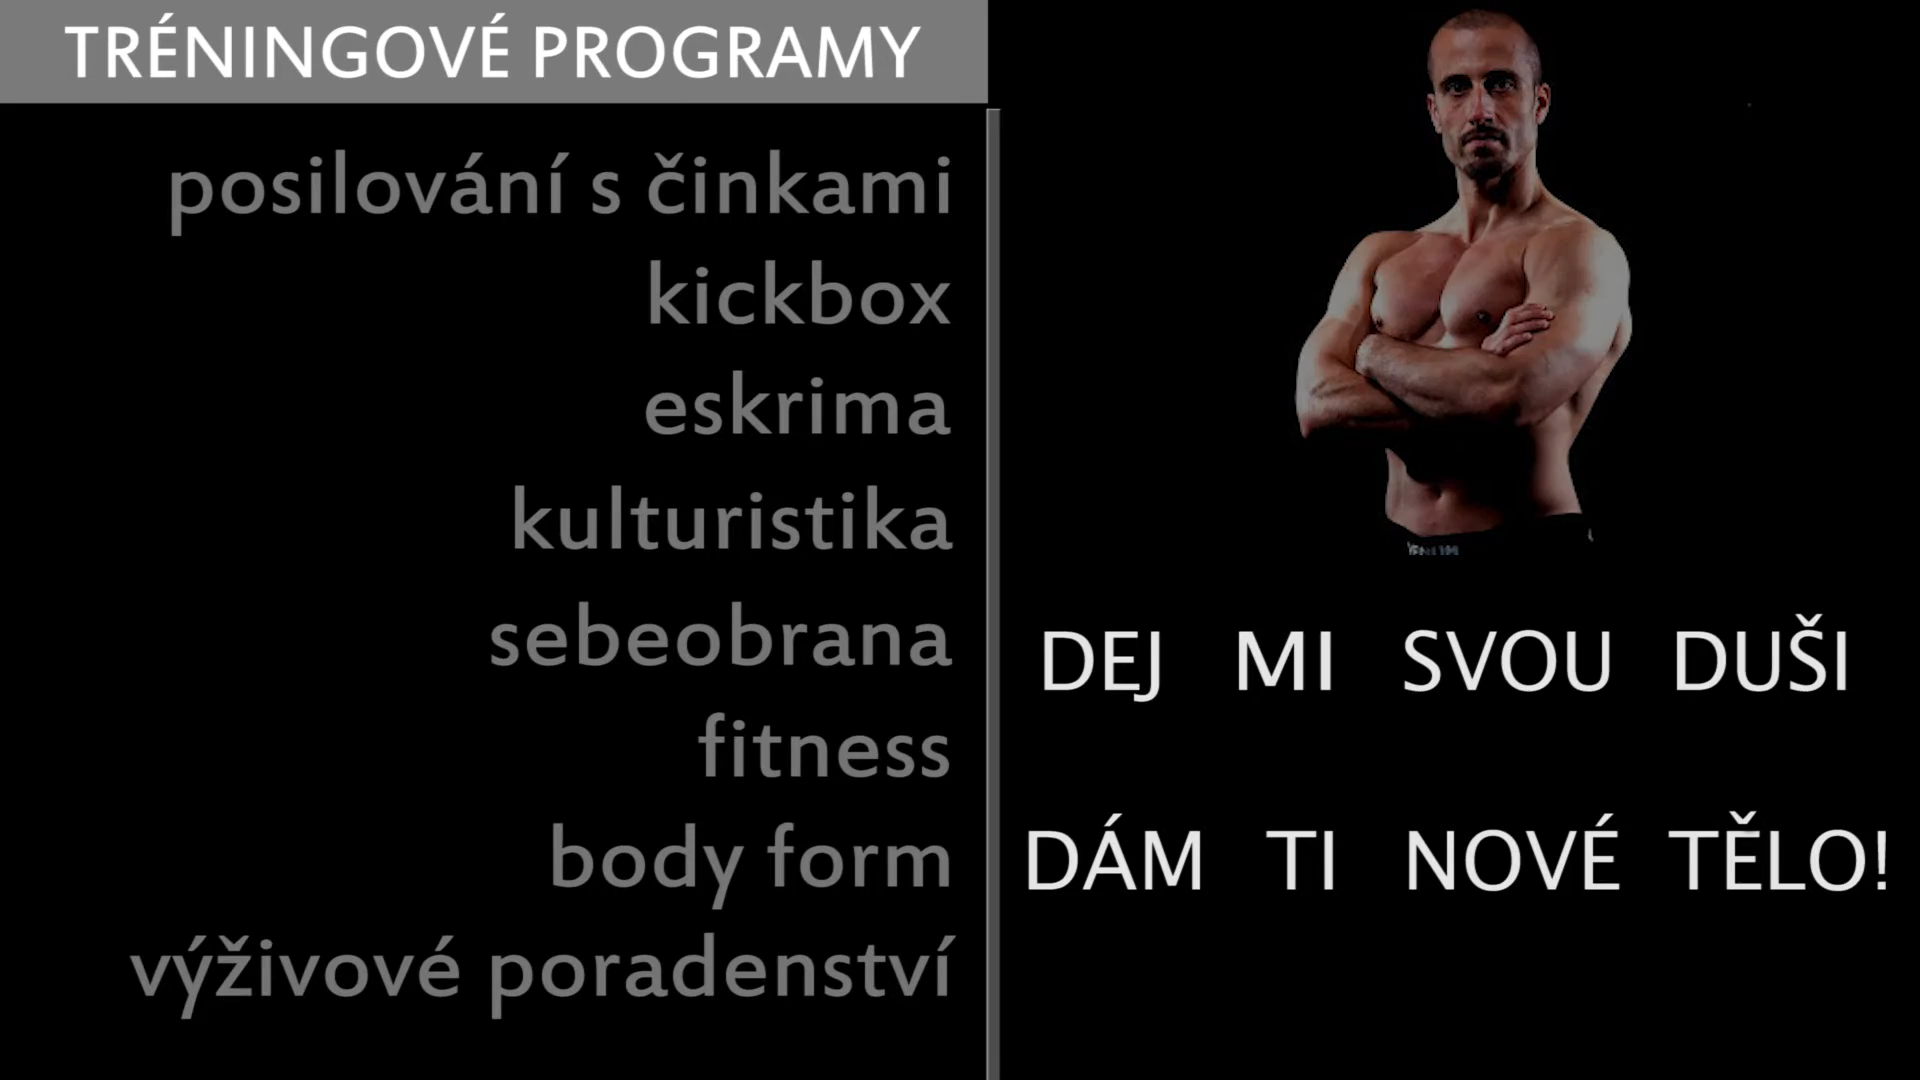 TRÉNINGOVÉ PROGRAMY
posilování s činkami
kickbox
eskrima
kulturistika
sebeobrana
fitness
body form
výživové poradenství
DEJ MI SVOU DUŠI
DÁM TI NOVÉ TĚLO!